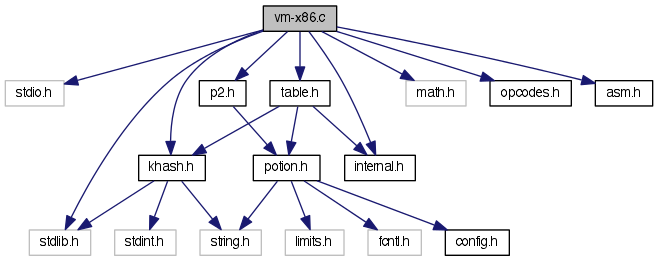 vm-x86.c
stdio.h
p2.h
table.h
math.h
opcodes.h
asm.h
khash.h
potion.h
internal.h
stdlib.h
stdint.h
string.h
limits.h
fcntl.h
config.h